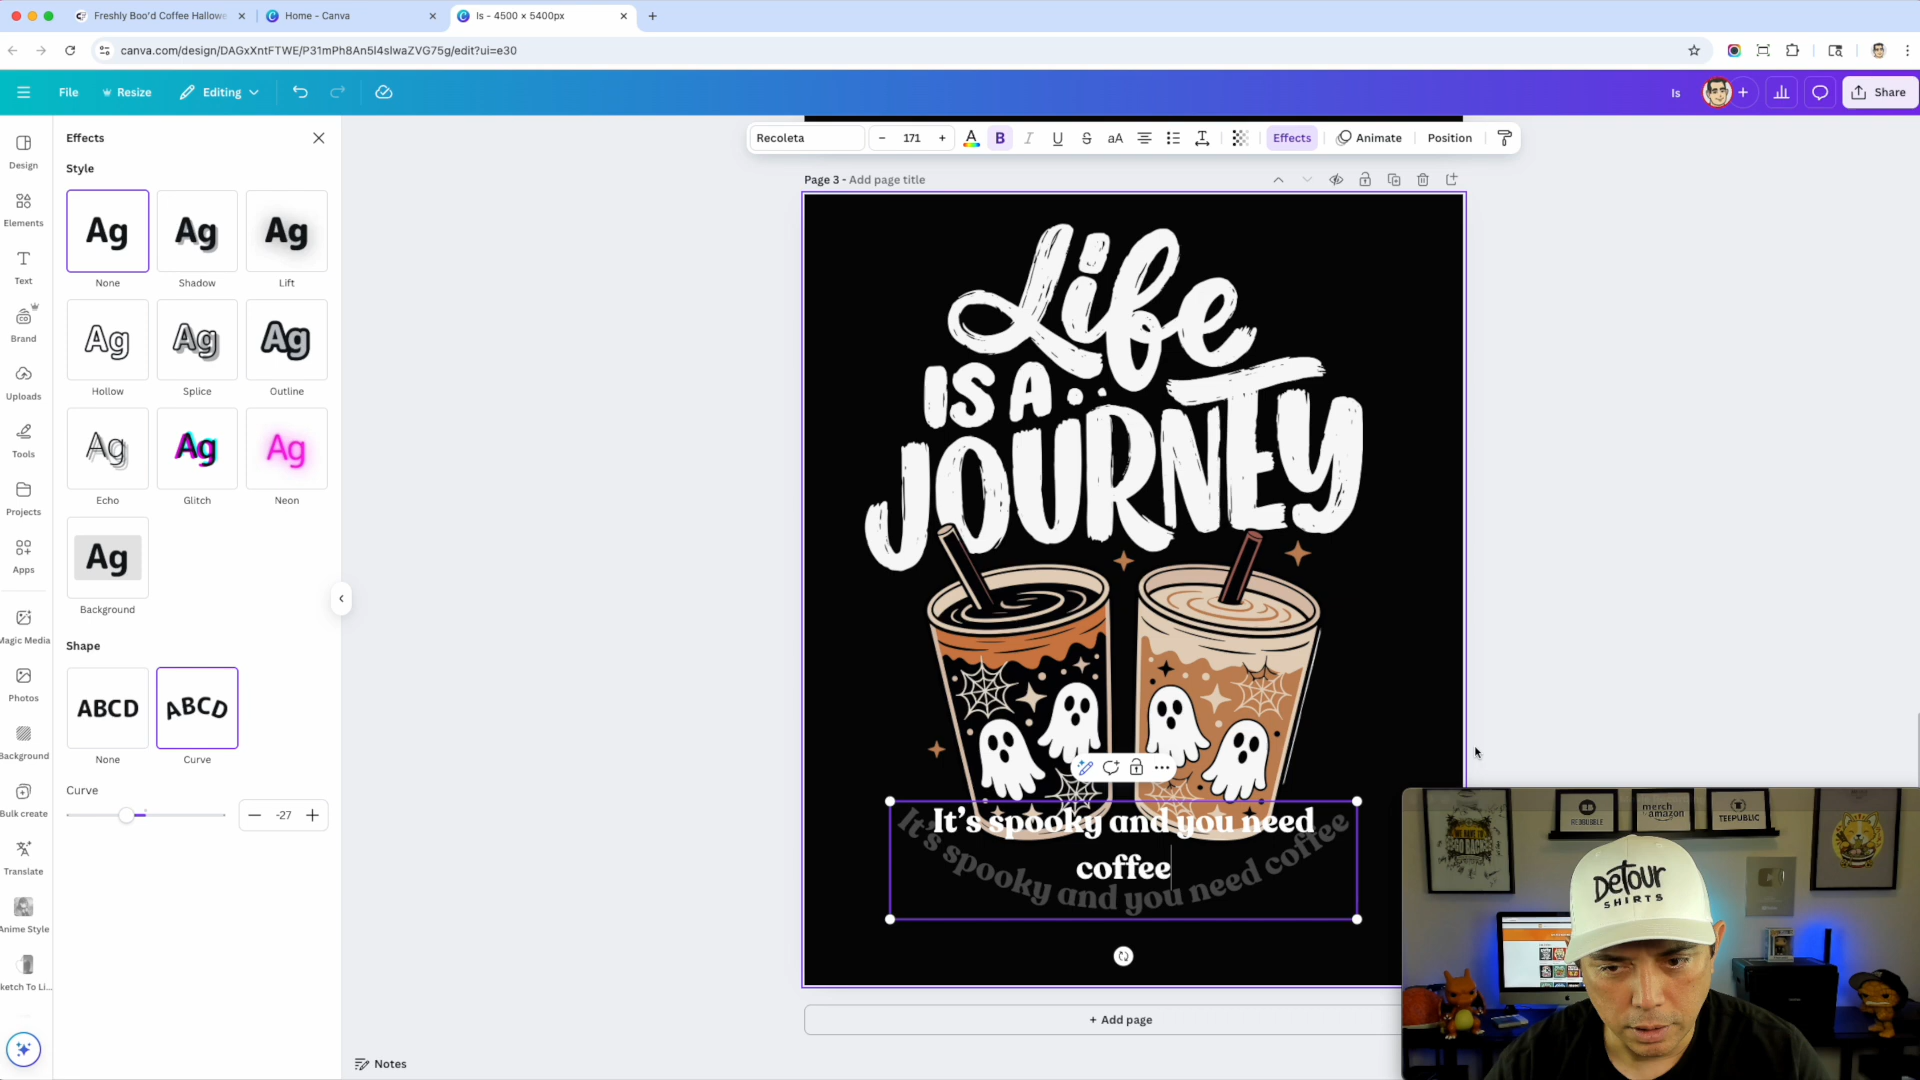 Freshly Boo'd Coffee Hallowe
Home - Canva
Is - 4500 × 5400px
canva.com/design/DAGxXntFTWE/P31mPh8An5l4slwaZVG75g/edit?ui=e30
File
Resize
Editing
Is
Share
Effects
Style
Ag
Ag
Ag
None
Shadow
Lift
Ag
Ag
Ag
Hollow
Splice
Outline
Ag
Ag
Ag
Echo
Glitch
Neon
Ag
Background
Shape
ABCD
ABCD
None
Curve
Curve
-27
Design
Elements
Text
Brand
Uploads
Tools
Projects
Apps
Magic Media
Photos
Background
Bulk create
Translate
Anime Style
ketch To Li...
Recoleta
171
A
B
I
U
S
aA
Effects
Animate
Position
Page 3 - Add page title
Life
IS A
JOURNEY
It's spooky and you need
coffee
It's spooky and you need coffee
+ Add page
Notes
REDBUBBLE
merch
amazon
TEEPUBLIC
DETOUR
SHIRTS